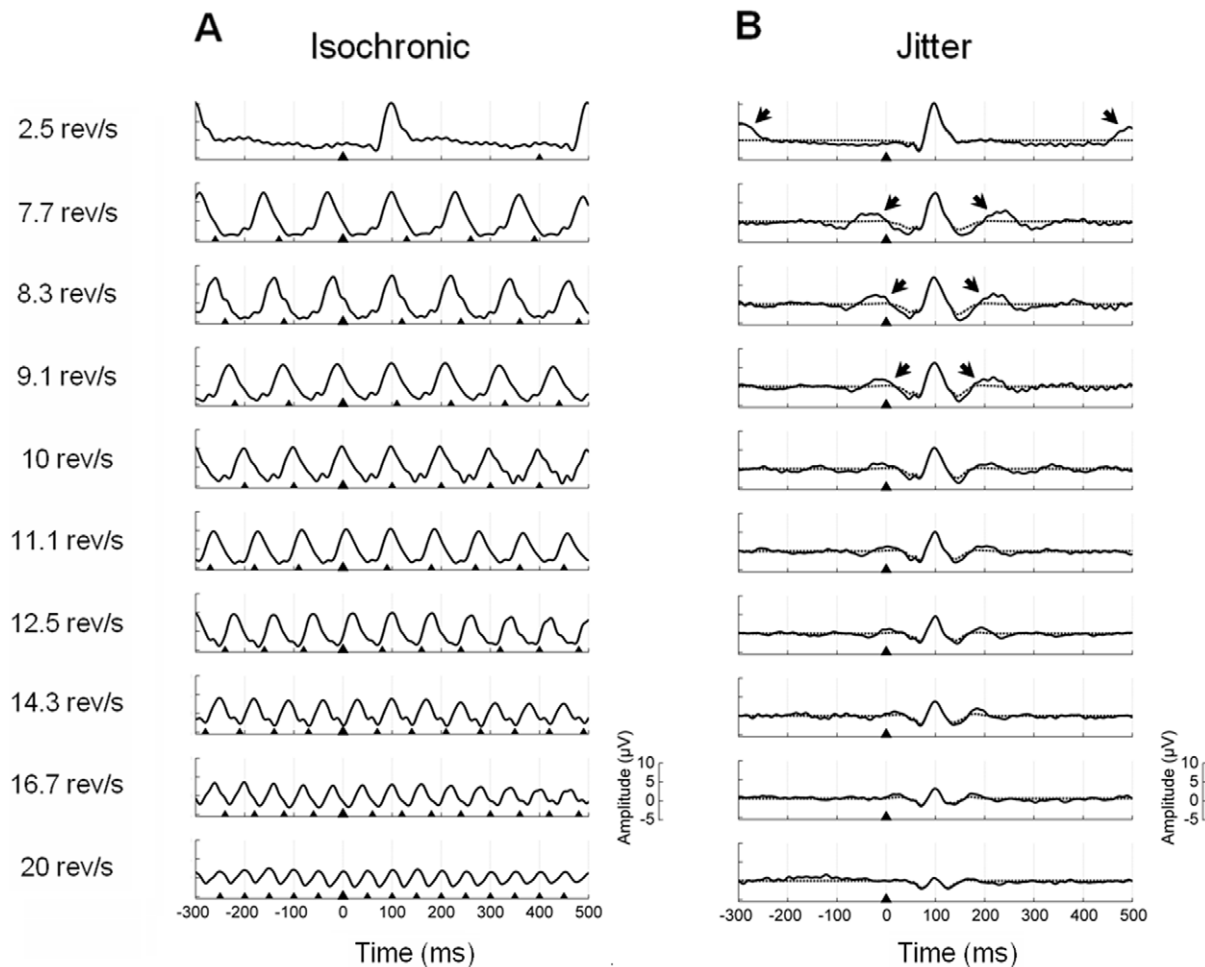 A
Isochronic
B
Jitter
2.5 rev/s
7.7 rev/s
8.3 rev/s
9.1 rev/s
10 rev/s
11.1 rev/s
12.5 rev/s
14.3 rev/s
16.7 rev/s
20 rev/s
Amplitude (μV)
10
5
0
-5
Amplitude (μV)
10
5
0
-5
-300 -200 -100 0 100 200 300 400 500
Time (ms)
-300 -200 -100 0 100 200 300 400 500
Time (ms)